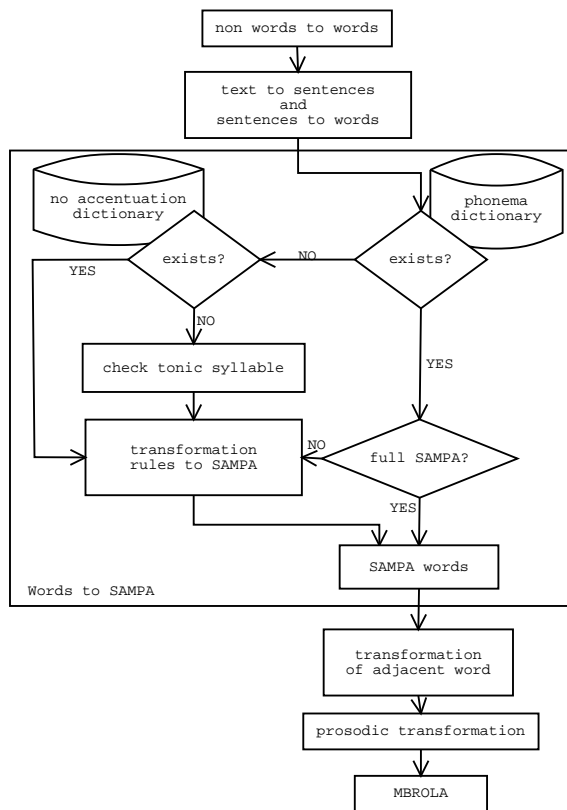 non words to words
text to sentences
and
sentences to words
no accentuation
dictionary
phonema
dictionary
exists?
NO
exists?
YES
NO
YES
check tonic syllable
transformation
rules to SAMPA
NO
full SAMPA?
YES
SAMPA words
Words to SAMPA
transformation
of adjacent word
prosodic transformation
MBROLA